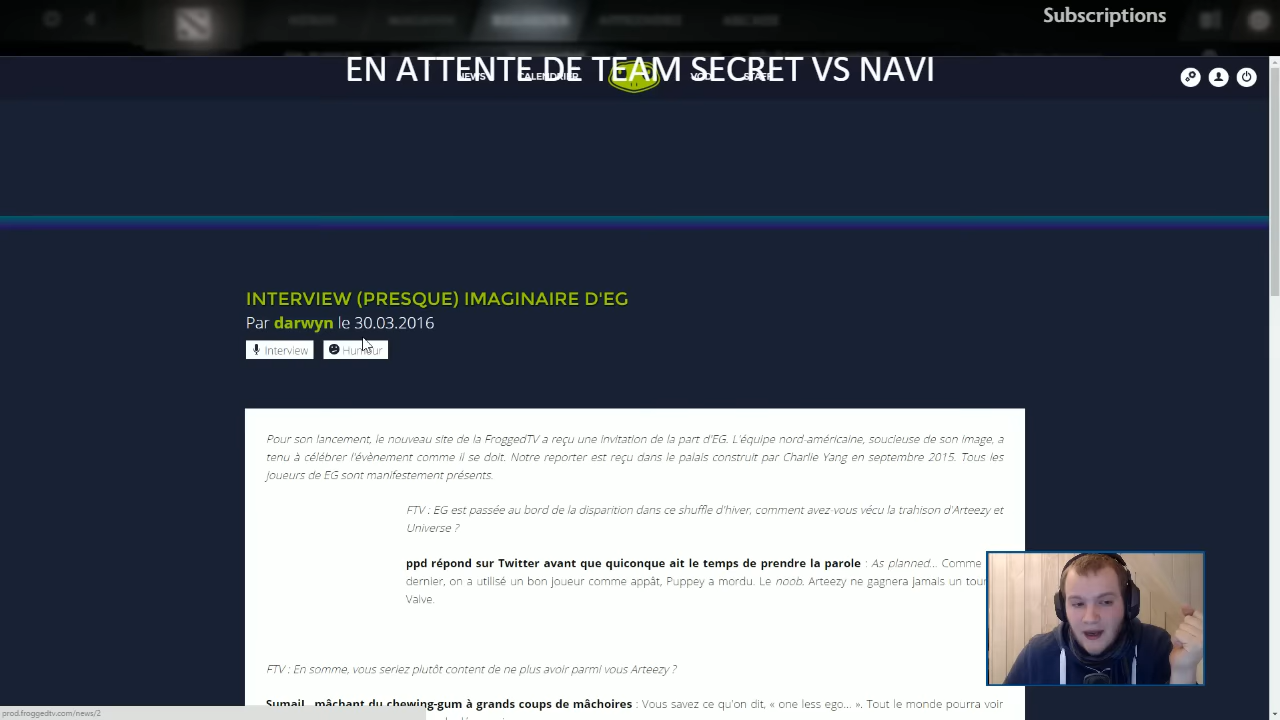 Subscriptions
EN ATTENTE DE TEAM SECRET VS NAVI
NEWS CALENDRIER VOD STAFF
INTERVIEW (PRESQUE) IMAGINAIRE D'EG
Par darwyn le 30.03.2016
Interview Humour
Pour son lancement, le nouveau site de la FroggedTV a reçu une invitation de la part d'EG. L'équipe nord-américaine, soucieuse de son image, a
tenu à célébrer l'évènement comme il se doit. Notre reporter est reçu dans le palais construit par Charlie Yang en septembre 2015. Tous les
joueurs de EG sont manifestement présents.
FTV : EG est passée au bord de la disparition dans ce shuffle d'hiver, comment avez-vous vécu la trahison d'Arteezy et
Universe ?
ppd répond sur Twitter avant que quiconque ait le temps de prendre la parole : As planned... Comme
dernier, on a utilisé un bon joueur comme appât, Puppey a mordu. Le noob. Arteezy ne gagnera jamais un
Valve.
FTV : En somme, vous seriez plutôt content de ne plus avoir parmi vous Arteezy ?
Sumail, mâchant du chewing-gum à grands coups de mâchoires : Vous savez ce qu'on dit, « one less ego... ». Tout le monde pourra voir
prod.froggedtv.com/news/2